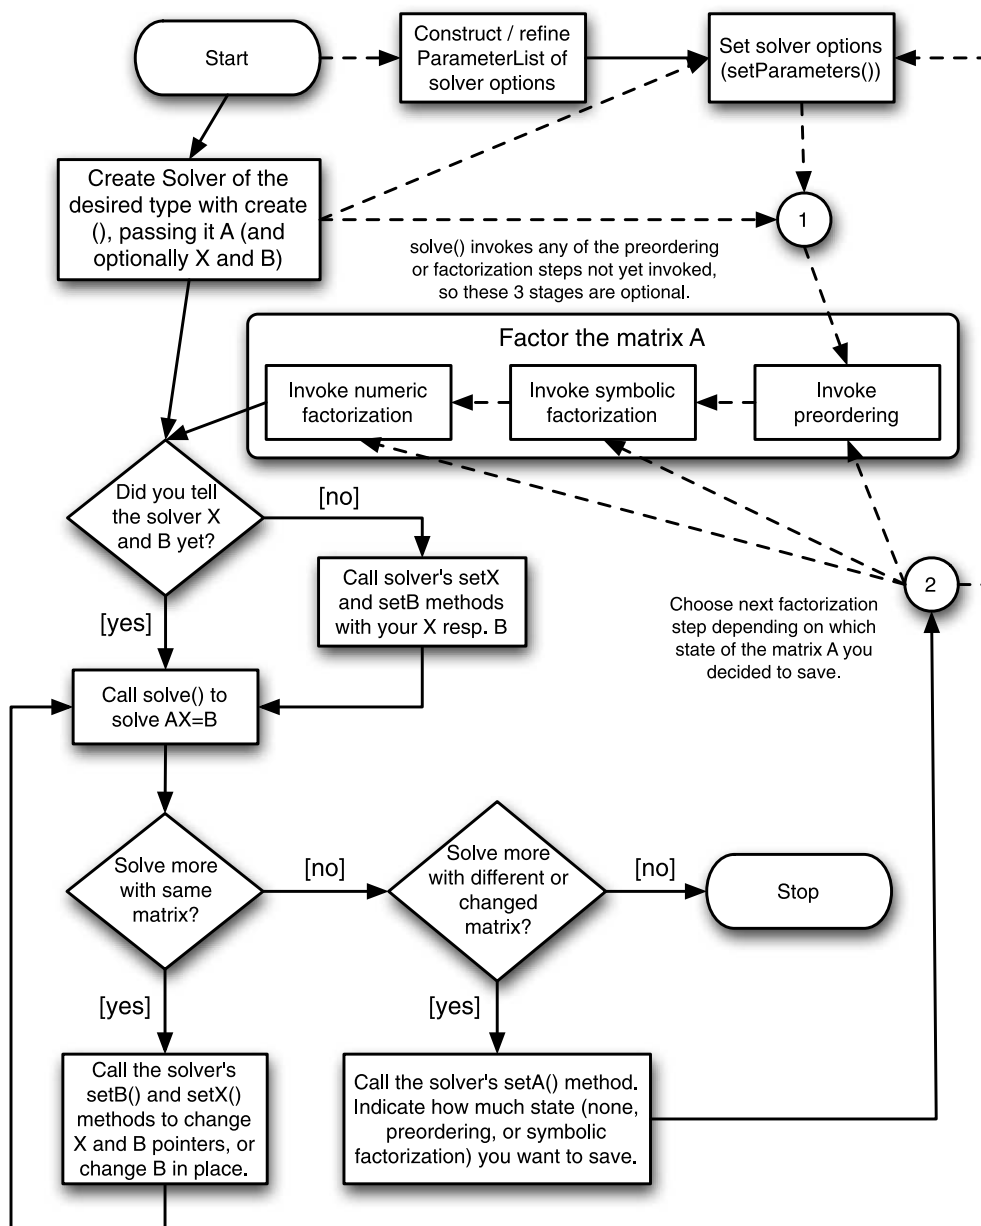 Start
Construct / refine
ParameterList of
solver options
Set solver options
(setParameters())
Create Solver of the
desired type with create
(), passing it A (and
optionally X and B)
1
solve() invokes any of the preordering
or factorization steps not yet invoked,
so these 3 stages are optional.
Factor the matrix A
Invoke numeric
factorization
Invoke symbolic
factorization
Invoke
preordering
Did you tell
the solver X
and B yet?
[no]
[yes]
Call solver's setX
and setB methods
with your X resp. B
2
Choose next factorization
step depending on which
state of the matrix A you
decided to save.
Call solve() to
solve AX=B
Solve more
with same
matrix?
[no]
Solve more
with different or
changed
matrix?
[no]
Stop
[yes]
[yes]
Call the solver's
setB() and setX()
methods to change
X and B pointers, or
change B in place.
Call the solver's setA() method.
Indicate how much state (none,
preordering, or symbolic
factorization) you want to save.